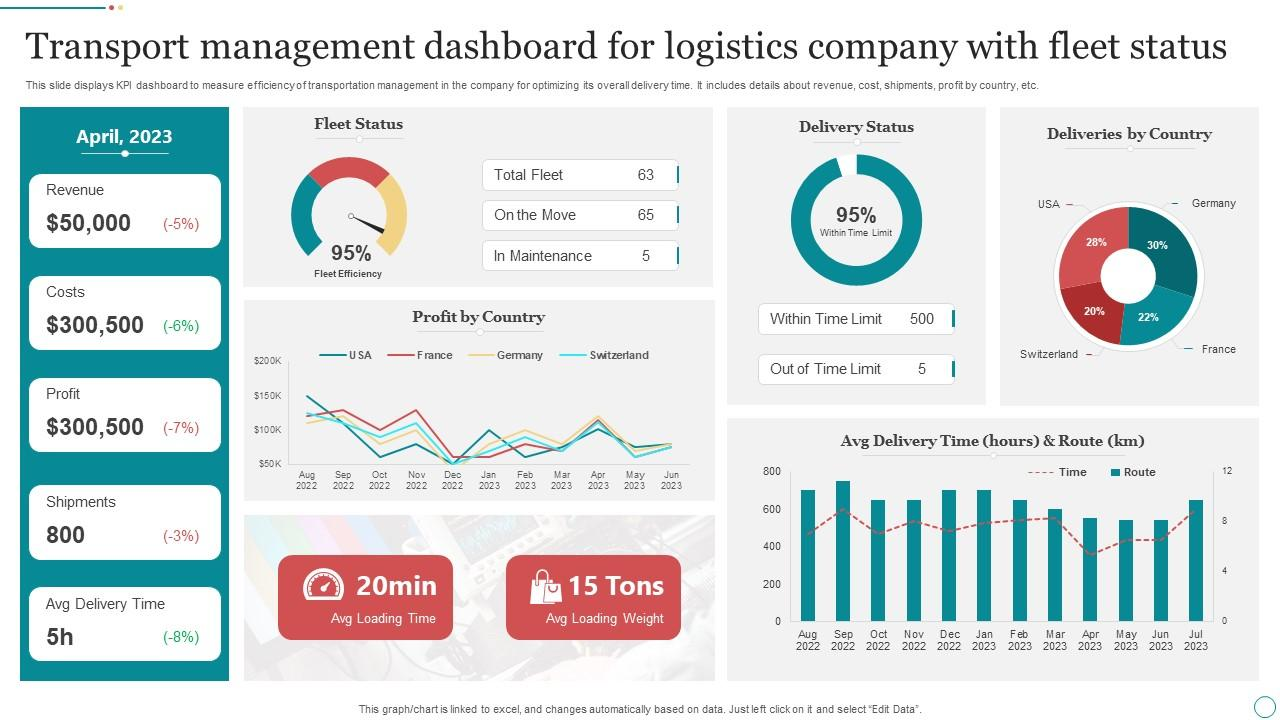 Transport management dashboard for logistics company with fleet status
This slide displays KPI dashboard to measure efficiency of transportation management in the company for optimizing its overall delivery time. It includes details about revenue, cost, shipments, profit by country, etc.
April, 2023
Revenue
$50,000 (-5%)
Costs
$300,500 (-6%)
Profit
$300,500 (-7%)
Shipments
800 (-3%)
Avg Delivery Time
5h (-8%)
Fleet Status
95%
Fleet Efficiency
Total Fleet 63
On the Move 65
In Maintenance 5
Profit by Country
USA France Germany Switzerland
$200K
$150K
$100K
$50K
Aug Sep Oct Nov Dec Jan Feb Mar Apr May Jun
2022 2022 2022 2022 2022 2023 2023 2023 2023 2023 2023
20min
Avg Loading Time
15 Tons
Avg Loading Weight
Delivery Status
95%
Within Time Limit
Within Time Limit 500
Out of Time Limit 5
Deliveries by Country
USA Germany
28% 30%
20% 22%
Switzerland France
Avg Delivery Time (hours) & Route (km)
Time Route
800 12
600
8
400
4
200
0 0
Aug Sep Oct Nov Dec Jan Feb Mar Apr May Jun Jul
2022 2022 2022 2022 2022 2023 2023 2023 2023 2023 2023 2023
This graph/chart is linked to excel, and changes automatically based on data. Just left click on it and select “Edit Data”.